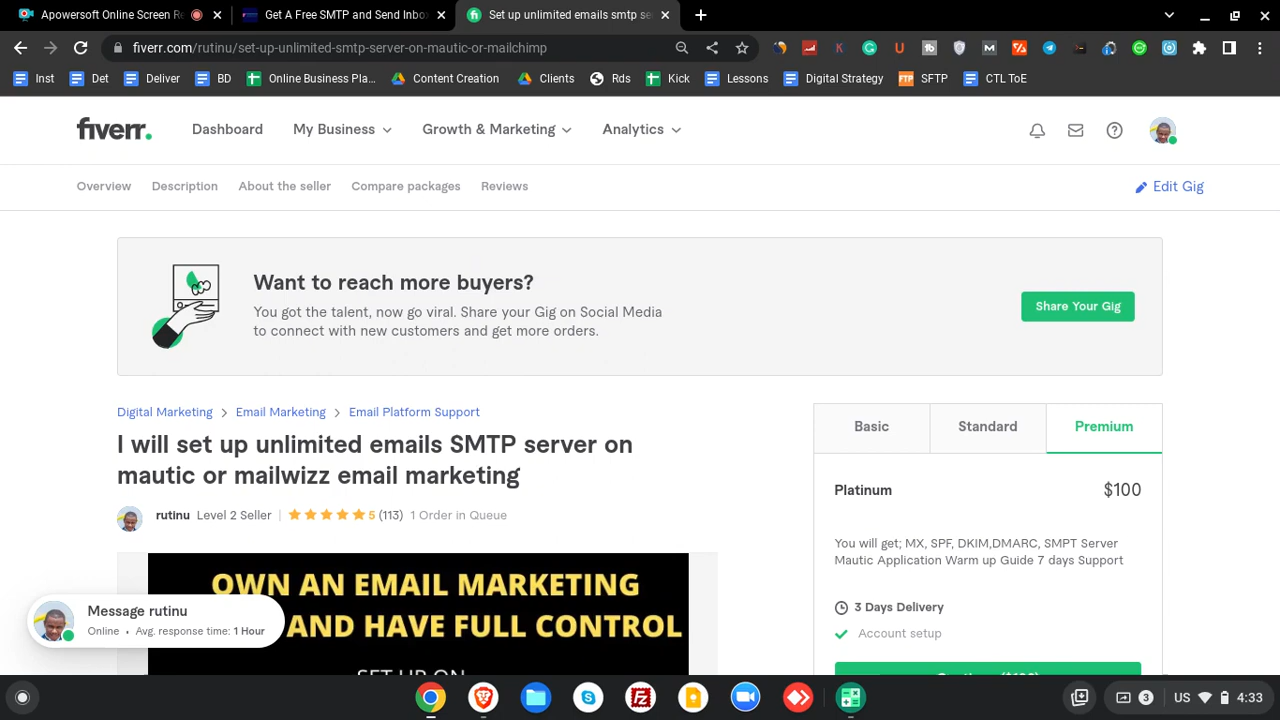 Apowersoft Online Screen Re
Get A Free SMTP and Send Inbo
Set up unlimited emails smtp se
fiverr.com/rutinu/set-up-unlimited-smtp-server-on-mautic-or-mailchimp
Inst
Det
Deliver
BD
Online Business Pla...
Content Creation
Clients
Rds
Kick
Lessons
Digital Strategy
FTP
SFTP
CTL ToE
fiverr.
Dashboard
My Business
Growth & Marketing
Analytics
Overview
Description
About the seller
Compare packages
Reviews
Edit Gig
Want to reach more buyers?
You got the talent, now go viral. Share your Gig on Social Media
to connect with new customers and get more orders.
Share Your Gig
Digital Marketing
Email Marketing
Email Platform Support
I will set up unlimited emails SMTP server on
mautic or mailwizz email marketing
rutinu Level 2 Seller | 5 (113) 1 Order in Queue
Basic
Standard
Premium
Platinum
$100
You will get; MX, SPF, DKIM,DMARC, SMPT Server
Mautic Application Warm up Guide 7 days Support
3 Days Delivery
Account setup
OWN AN EMAIL MARKETING
AND HAVE FULL CONTROL
SET UP ON
Message rutinu
Online • Avg. response time: 1 Hour
3
US
4:33